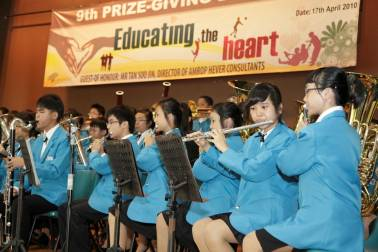 9th PRIZE-GIVING
Date: 17th April 2010
Educating the heart
GUEST-OF HONOUR: MR TAN SOO JIN, DIRECTOR OF AMROP HEVER CONSULTANTS